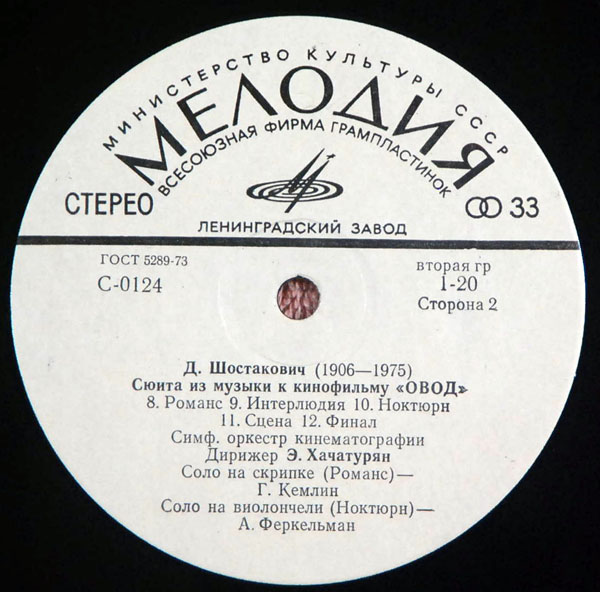 МИНИСТЕРСТВО КУЛЬТУРЫ СССР
МЕЛОДИЯ
ВСЕСОЮЗНАЯ ФИРМА ГРАМПЛАСТИНОК
СТЕРЕО
33
ЛЕНИНГРАДСКИЙ ЗАВОД
ГОСТ 5289-73
С-0124
вторая гр
1-20
Сторона 2
Д. Шостакович (1906—1975)
Сюита из музыки к кинофильму «ОВОД»
8. Романс 9. Интерлюдия 10. Ноктюрн
11. Сцена 12. Финал
Симф. оркестр кинематографии
Дирижер Э. Хачатурян
Соло на скрипке (Романс)—
Г. Кемлин
Соло на виолончели (Ноктюрн)—
А. Феркельман